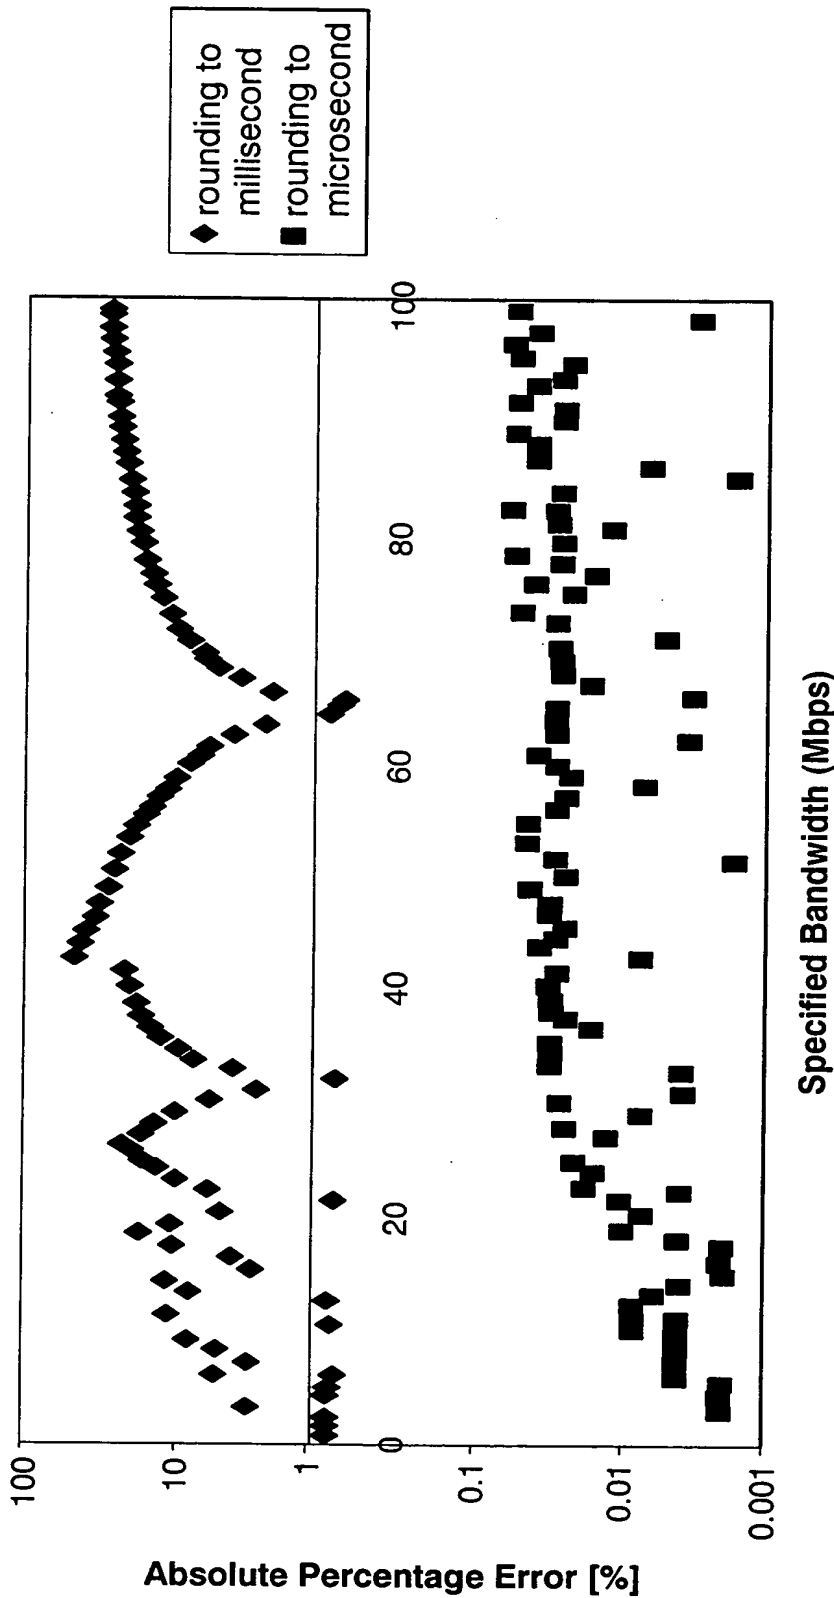 Absolute Percentage Error [%]
100
10
1
0.1
0.01
0.001
0
20
40
60
80
100
Specified Bandwidth (Mbps)
rounding to
millisecond
rounding to
microsecond